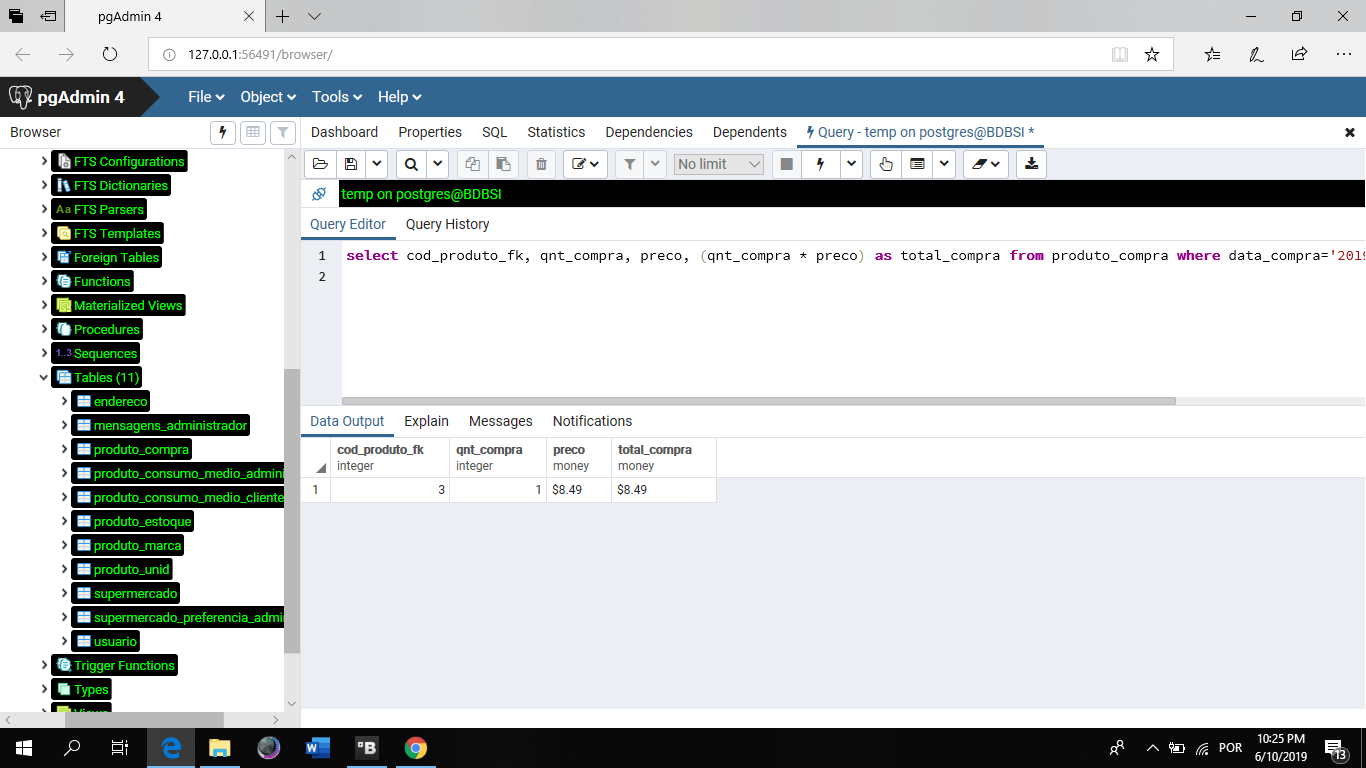 pgAdmin 4
127.0.0.1:56491/browser/
pgAdmin 4
File Object Tools Help
Browser
Dashboard Properties SQL Statistics Dependencies Dependents Query - temp on postgres@BDBSI *
No limit
temp on postgres@BDBSI
Query Editor Query History
1 select cod_produto_fk, qnt_compra, preco, (qnt_compra * preco) as total_compra from produto_compra where data_compra='2019
2
FTS Configurations
FTS Dictionaries
Aa FTS Parsers
FTS Templates
Foreign Tables
Functions
Materialized Views
Procedures
1..3 Sequences
Tables (11)
endereco
mensagens_administrador
produto_compra
produto_consumo_medio_admini
produto_consumo_medio_cliente
produto_estoque
produto_marca
produto_unid
supermercado
supermercado_preferencia_admi
usuario
Trigger Functions
Types
Views
Data Output Explain Messages Notifications
cod_produto_fk qnt_compra preco total_compra
integer integer money money
1 3 1 $8.49 $8.49
POR
10:25 PM
6/10/2019
13